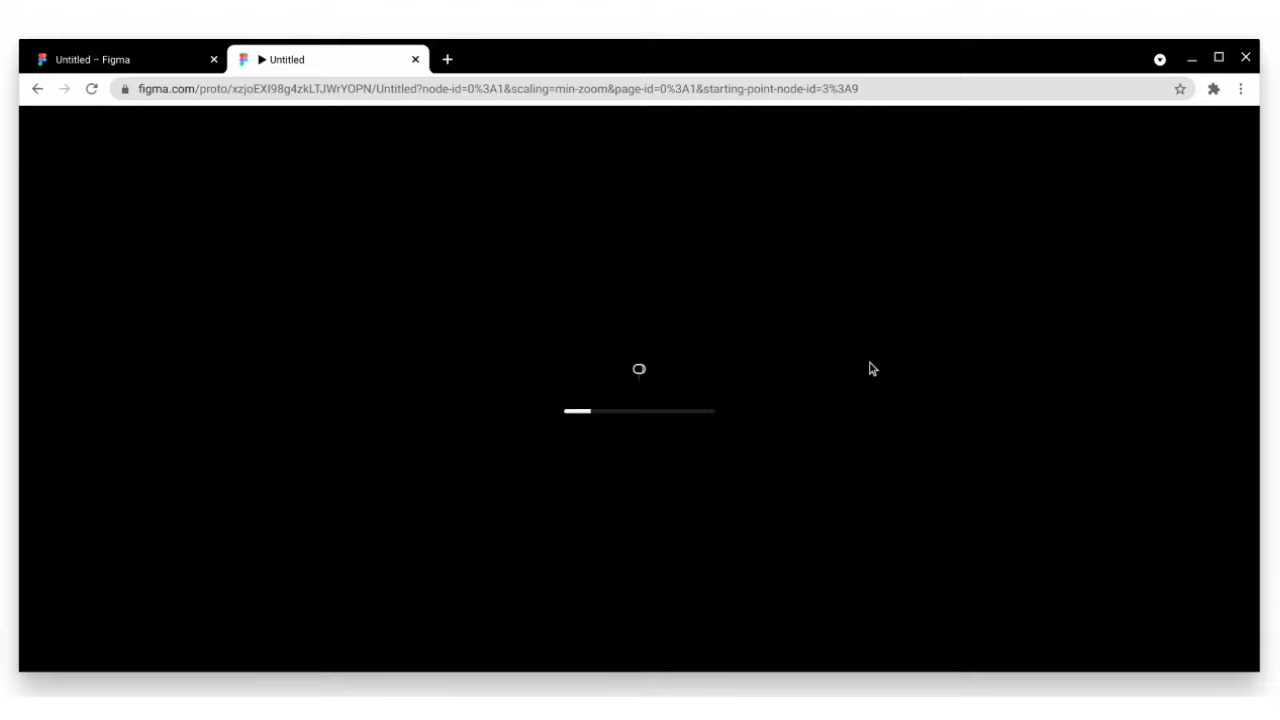 Untitled – Figma
Untitled
figma.com/proto/xzjoEXI98g4zkLTJWrYOPN/Untitled?node-id=0%3A1&scaling=min-zoom&page-id=0%3A1&starting-point-node-id=3%3A9